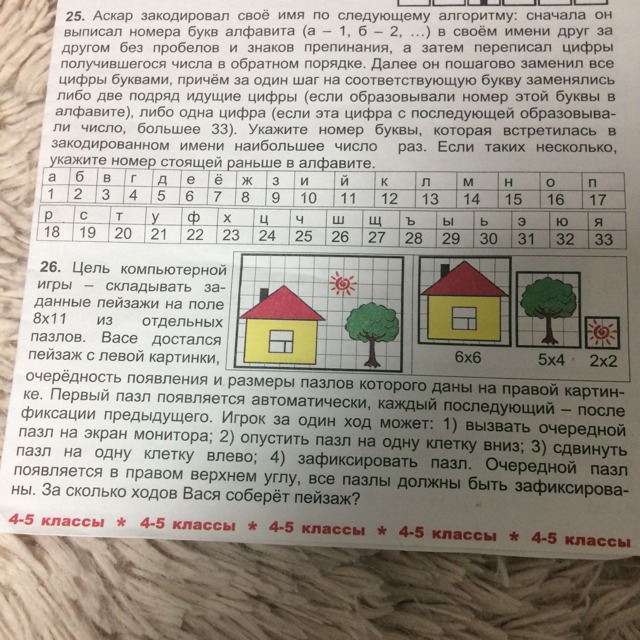 25. Аскар закодировал своё имя по следующему алгоритму: сначала он
выписал номера букв алфавита (а – 1, б – 2, …) в своём имени друг за
другом без пробелов и знаков препинания, а затем переписал цифры
получившегося числа в обратном порядке. Далее он пошагово заменил все
цифры буквами, причём за один шаг на соответствующую букву заменялись
либо две подряд идущие цифры (если образовывали номер этой буквы в
алфавите), либо одна цифра (если эта цифра с последующей образовыва-
ли число, большее 33). Укажите номер буквы, которая встретилась в
закодированном имени наибольшее число раз. Если таких несколько,
укажите номер стоящей раньше в алфавите.
а б в г д е ё ж з и й к л м н о п
1 2 3 4 5 6 7 8 9 10 11 12 13 14 15 16 17
р с т у ф х ц ч ш щ ъ ы ь э ю я
18 19 20 21 22 23 24 25 26 27 28 29 30 31 32 33
26. Цель компьютерной
игры – складывать за-
данные пейзажи на поле
8х11 из отдельных
пазлов. Васе достался
пейзаж с левой картинки,
6х6 5х4 2х2
очерёдность появления и размеры пазлов которого даны на правой картин-
ке. Первый пазл появляется автоматически, каждый последующий – после
фиксации предыдущего. Игрок за один ход может: 1) вызвать очередной
пазл на экран монитора; 2) опустить пазл на одну клетку вниз; 3) сдвинуть
пазл на одну клетку влево; 4) зафиксировать пазл. Очередной пазл
появляется в правом верхнем углу, все пазлы должны быть зафиксирова-
ны. За сколько ходов Вася соберёт пейзаж?
4-5 классы * 4-5 классы * 4-5 классы * 4-5 классы * 4-5 классы